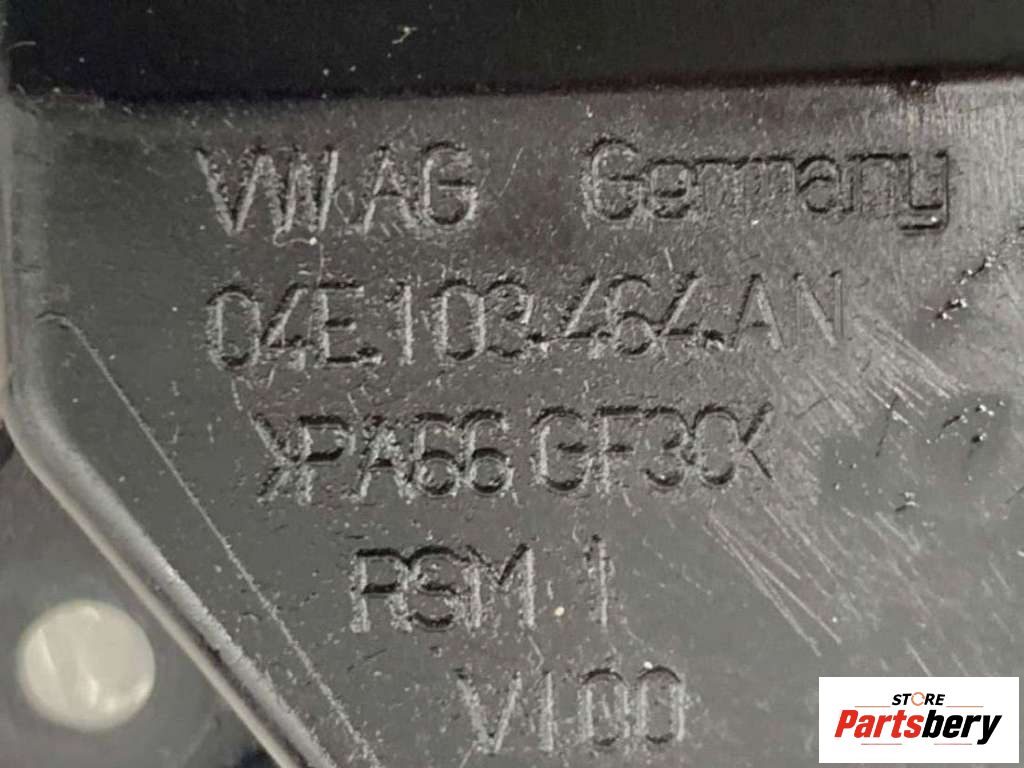 VW AG Germany
04E.103.464.AN
>PA66 GF30<
RSM 1
V100
STORE
Partsbery